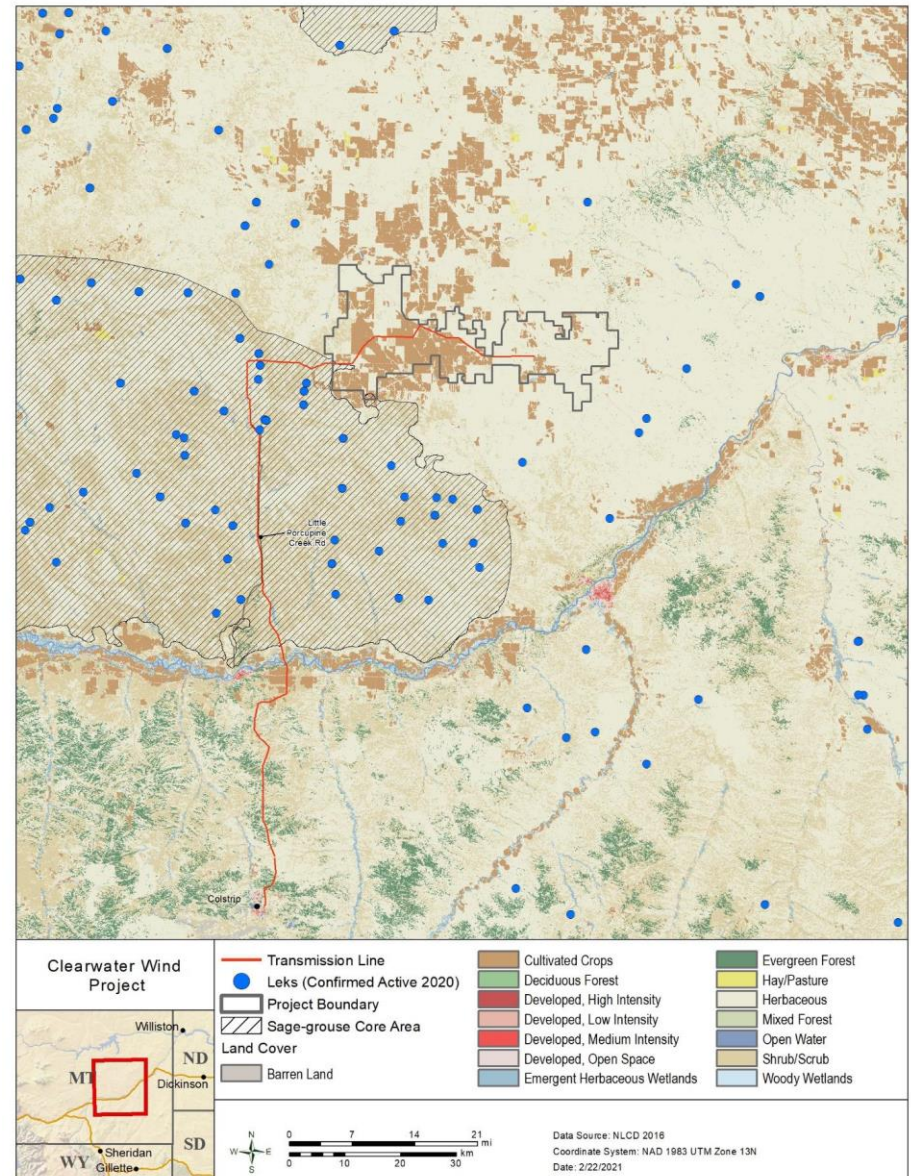 Little
Porcupine
Creek Rd
Colstrip
Clearwater Wind
Project
Williston
ND
MT
Dickinson
SD
Sheridan
WY
Gillette
Transmission Line
Leks (Confirmed Active 2020)
Project Boundary
Sage-grouse Core Area
Land Cover
Barren Land
Cultivated Crops
Deciduous Forest
Developed, High Intensity
Developed, Low Intensity
Developed, Medium Intensity
Developed, Open Space
Emergent Herbaceous Wetlands
Evergreen Forest
Hay/Pasture
Herbaceous
Mixed Forest
Open Water
Shrub/Scrub
Woody Wetlands
N
W E
S
0 7 14 21
mi
km
0 10 20 30
Data Source: NLCD 2016
Coordinate System: NAD 1983 UTM Zone 13N
Date: 2/22/2021